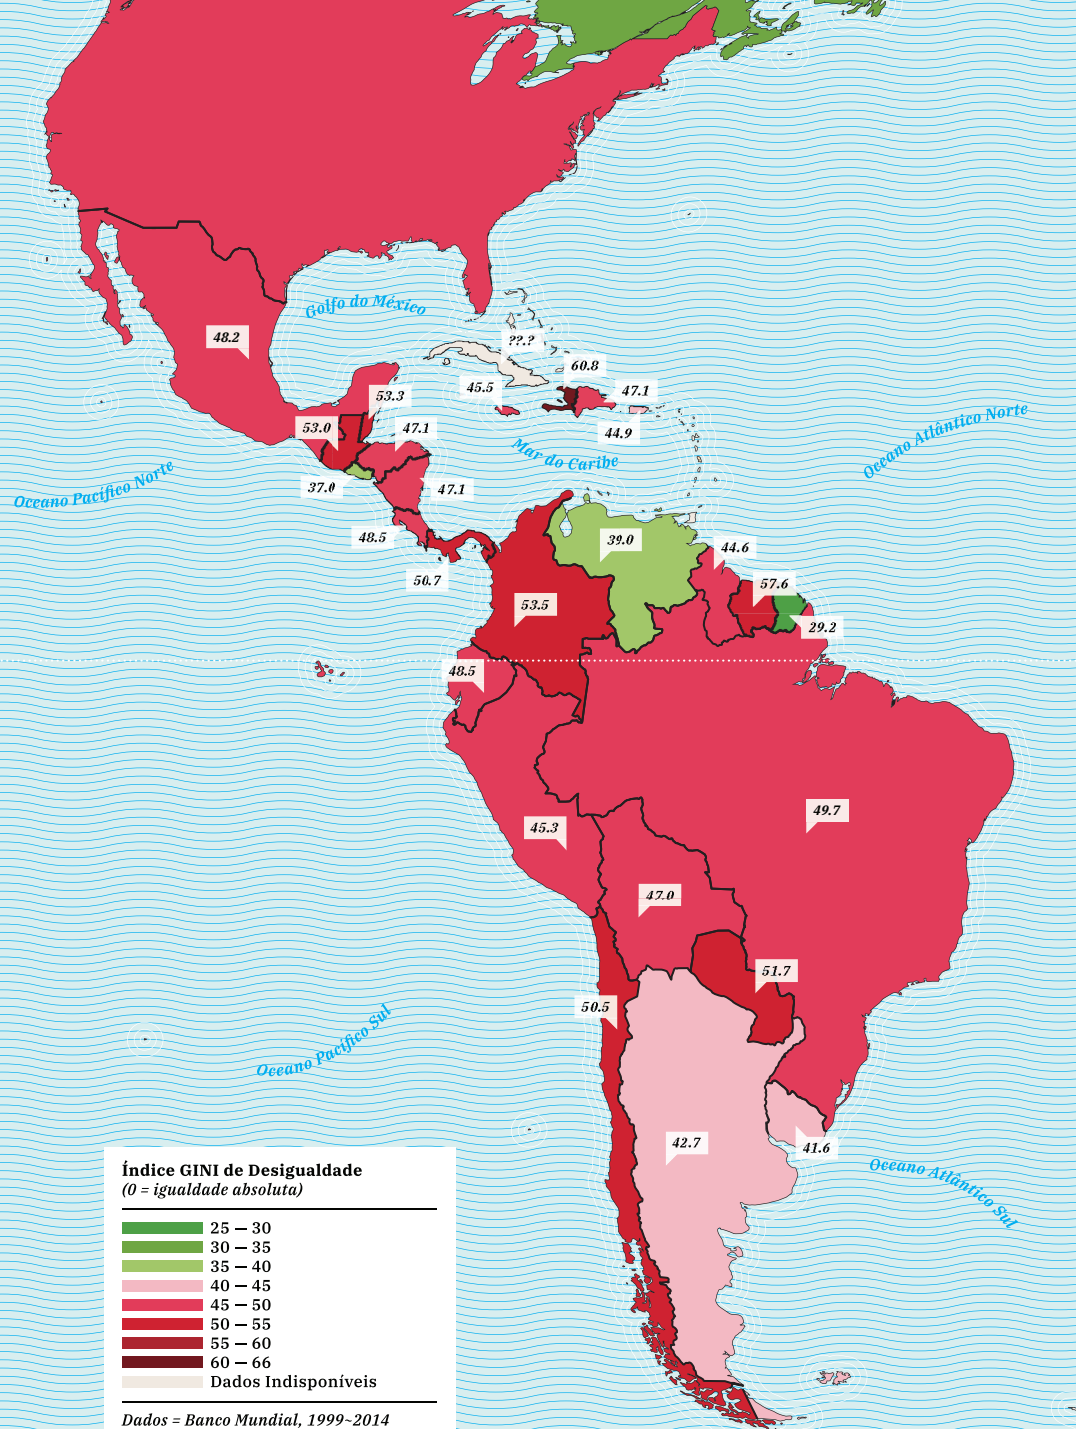 Golfo do México
48.2
??.?
60.8
45.5
47.1
53.3
44.9
53.0
47.1
Mar do Caribe
Oceano Atlântico Norte
Oceano Pacífico Norte
37.0
47.1
48.5
50.7
39.0
44.6
57.6
53.5
29.2
48.5
49.7
45.3
47.0
51.7
50.5
Oceano Pacífico Sul
42.7
41.6
Oceano Atlântico Sul
Índice GINI de Desigualdade
(0 = igualdade absoluta)
25 — 30
30 — 35
35 — 40
40 — 45
45 — 50
50 — 55
55 — 60
60 — 66
Dados Indisponíveis
Dados = Banco Mundial, 1999~2014